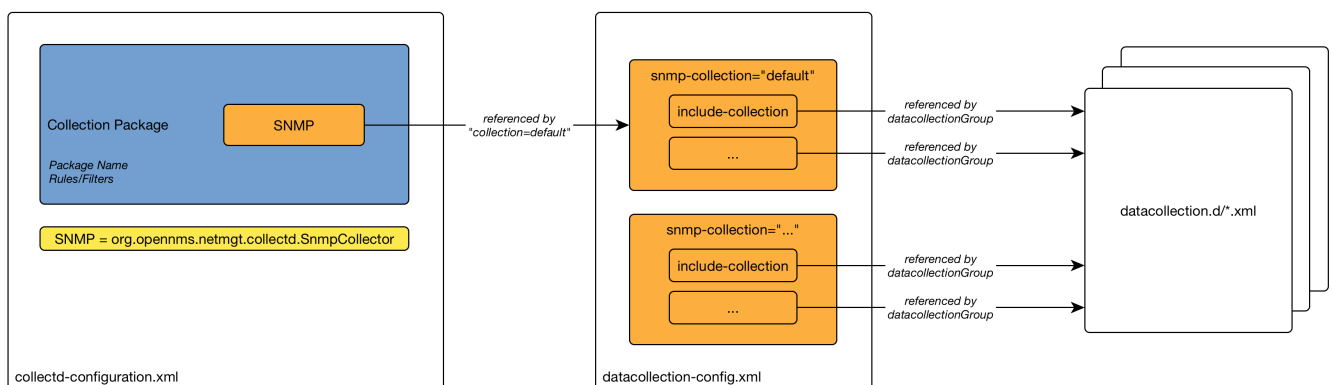 Collection Package
SNMP
Package Name
Rules/Filters
SNMP = org.opennms.netmgt.collectd.SnmpCollector
collectd-configuration.xml
referenced by
"collection=default"
snmp-collection="default"
include-collection
...
snmp-collection="..."
include-collection
...
datacollection-config.xml
referenced by
datacollectionGroup
referenced by
datacollectionGroup
referenced by
datacollectionGroup
referenced by
datacollectionGroup
datacollection.d/*.xml